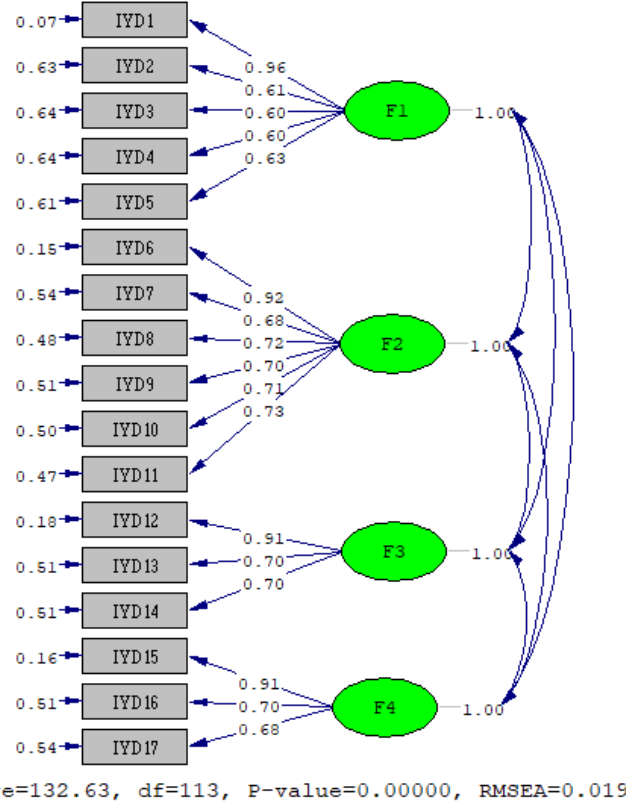 0.07 IYD1
0.96
0.63 IYD2
0.61
0.64 IYD3 0.60 F1 1.00
0.64 IYD4 0.60
0.63
0.61 IYD5
0.15 IYD6
0.92
0.54 IYD7
0.68
0.48 IYD8 0.72 F2 1.00
0.70
0.51 IYD9
0.71
0.73
0.50 IYD10
0.47 IYD11
0.18 IYD12
0.91
0.51 IYD13 0.70 F3 1.00
0.70
0.51 IYD14
0.16 IYD15
0.91
0.51 IYD16 0.70 F4 1.00
0.68
0.54 IYD17
e=132.63, df=113, P-value=0.00000, RMSEA=0.019